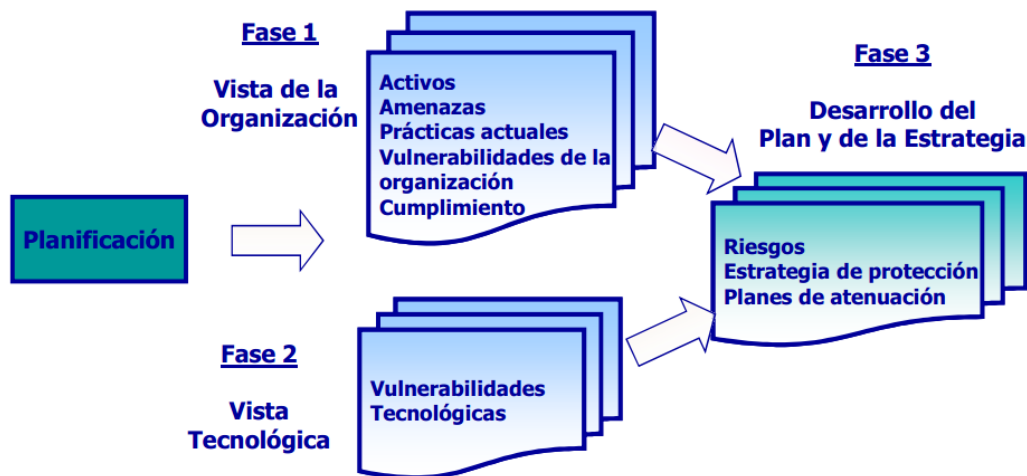 Planificación
Fase 1
Vista de la
Organización
Activos
Amenazas
Prácticas actuales
Vulnerabilidades de la
organización
Cumplimiento
Fase 2
Vista
Tecnológica
Vulnerabilidades
Tecnológicas
Fase 3
Desarrollo del
Plan y de la Estrategia
Riesgos
Estrategia de protección
Planes de atenuación